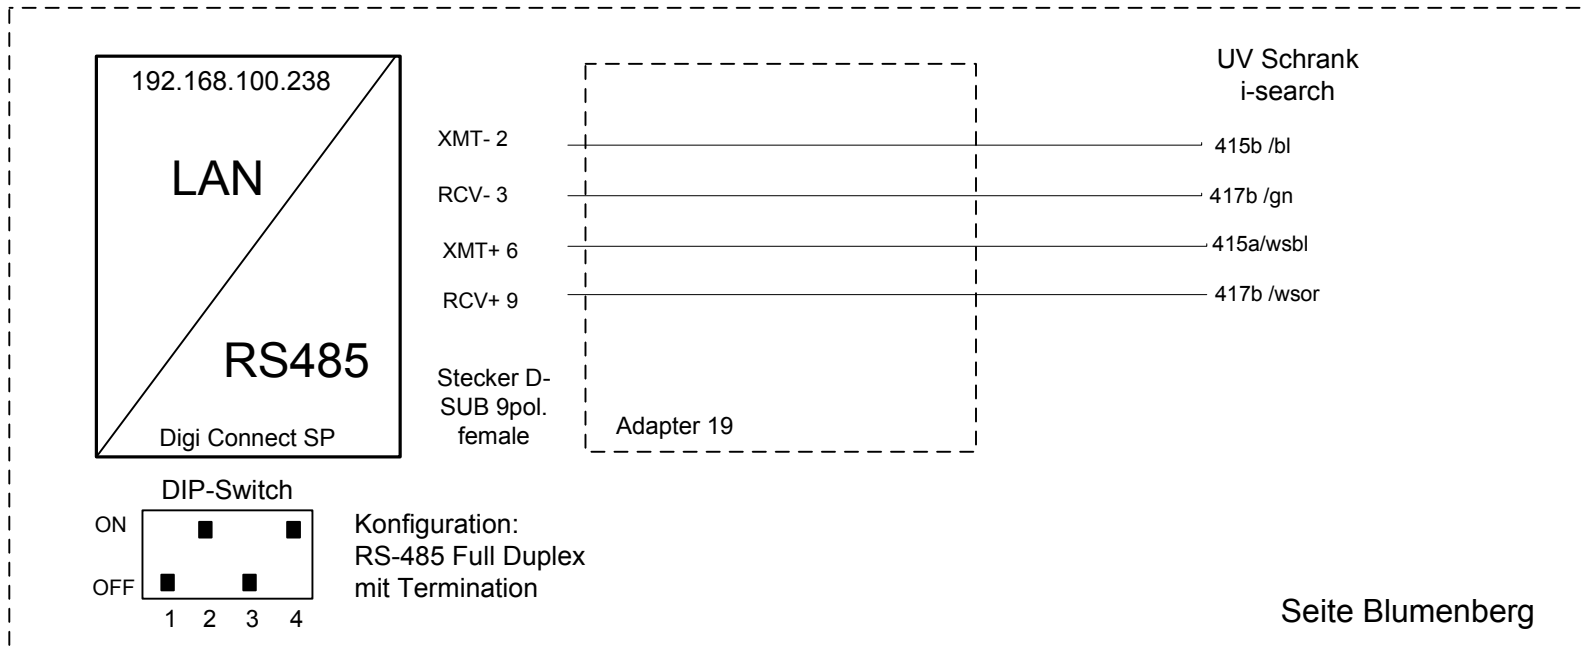 192.168.100.238
LAN
RS485
Digi Connect SP
XMT- 2
RCV- 3
XMT+ 6
RCV+ 9
Stecker D-
SUB 9pol.
female
Adapter 19
UV Schrank
i-search
415b /bl
417b /gn
415a/wsbl
417b /wsor
DIP-Switch
ON
OFF
1 2 3 4
Konfiguration:
RS-485 Full Duplex
mit Termination
Seite Blumenberg